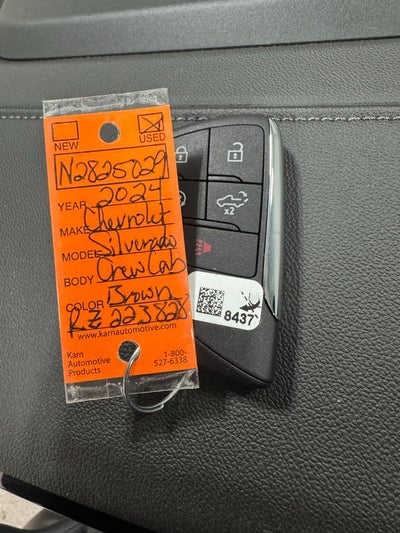 NEW
USED
N2825029
YEAR 2024
MAKE Chevrolet
MODEL Silverado
BODY Crew Cab
COLOR Brown
RZ 223828
www.karnautomotive.com
Karn
Automotive
Products
1-800-
527-6338
x2
8437